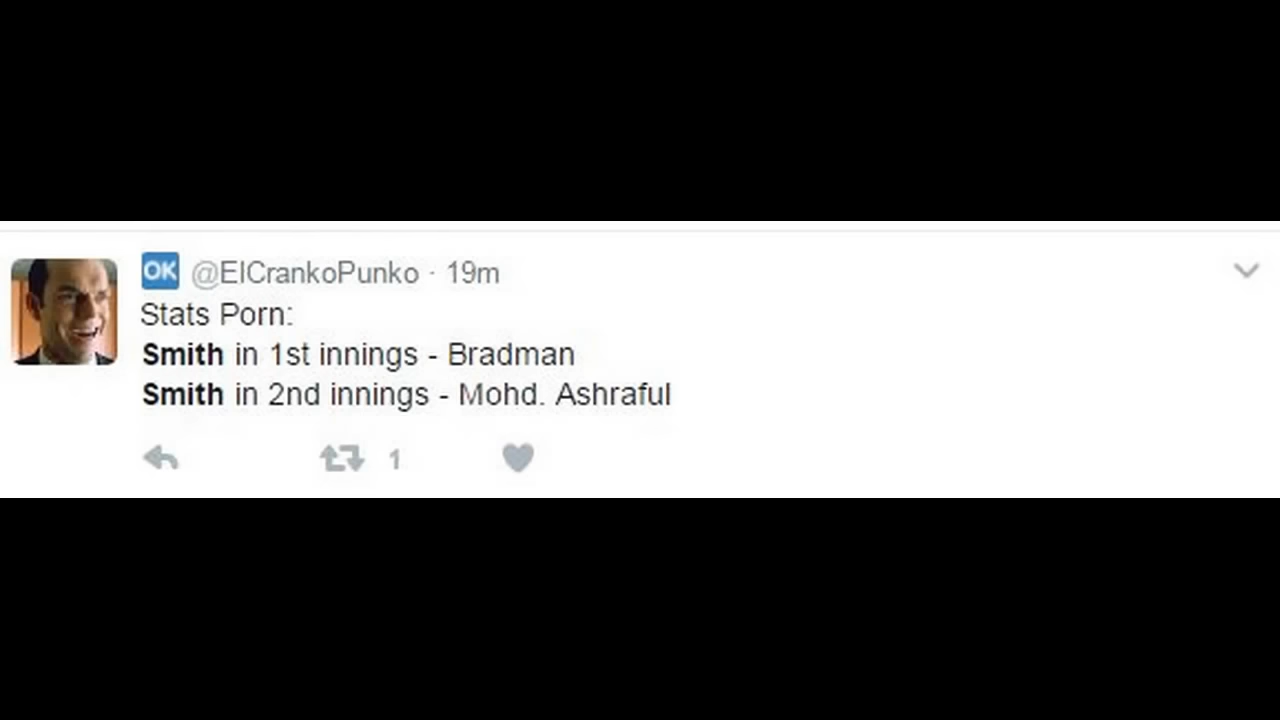 OK @ElCrankoPunko · 19m
Stats Porn:
Smith in 1st innings - Bradman
Smith in 2nd innings - Mohd. Ashraful
1